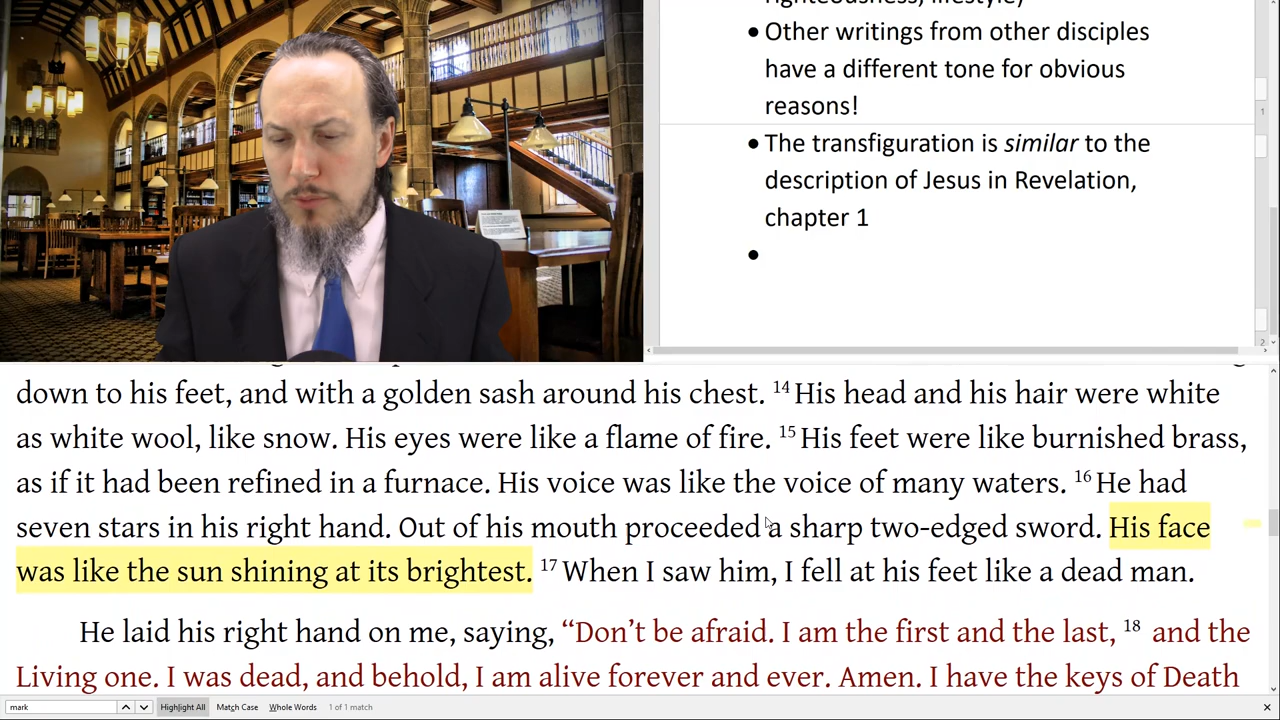 righteousness, lifestyle)
• Other writings from other disciples
have a different tone for obvious
reasons!
• The transfiguration is similar to the
description of Jesus in Revelation,
chapter 1
•
1
2
down to his feet, and with a golden sash around his chest. 14 His head and his hair were white
as white wool, like snow. His eyes were like a flame of fire. 15 His feet were like burnished brass,
as if it had been refined in a furnace. His voice was like the voice of many waters. 16 He had
seven stars in his right hand. Out of his mouth proceeded a sharp two-edged sword. His face
was like the sun shining at its brightest. 17 When I saw him, I fell at his feet like a dead man.
He laid his right hand on me, saying, “Don’t be afraid. I am the first and the last, 18 and the
Living one. I was dead, and behold, I am alive forever and ever. Amen. I have the keys of Death
mark Highlight All Match Case Whole Words 1 of 1 match